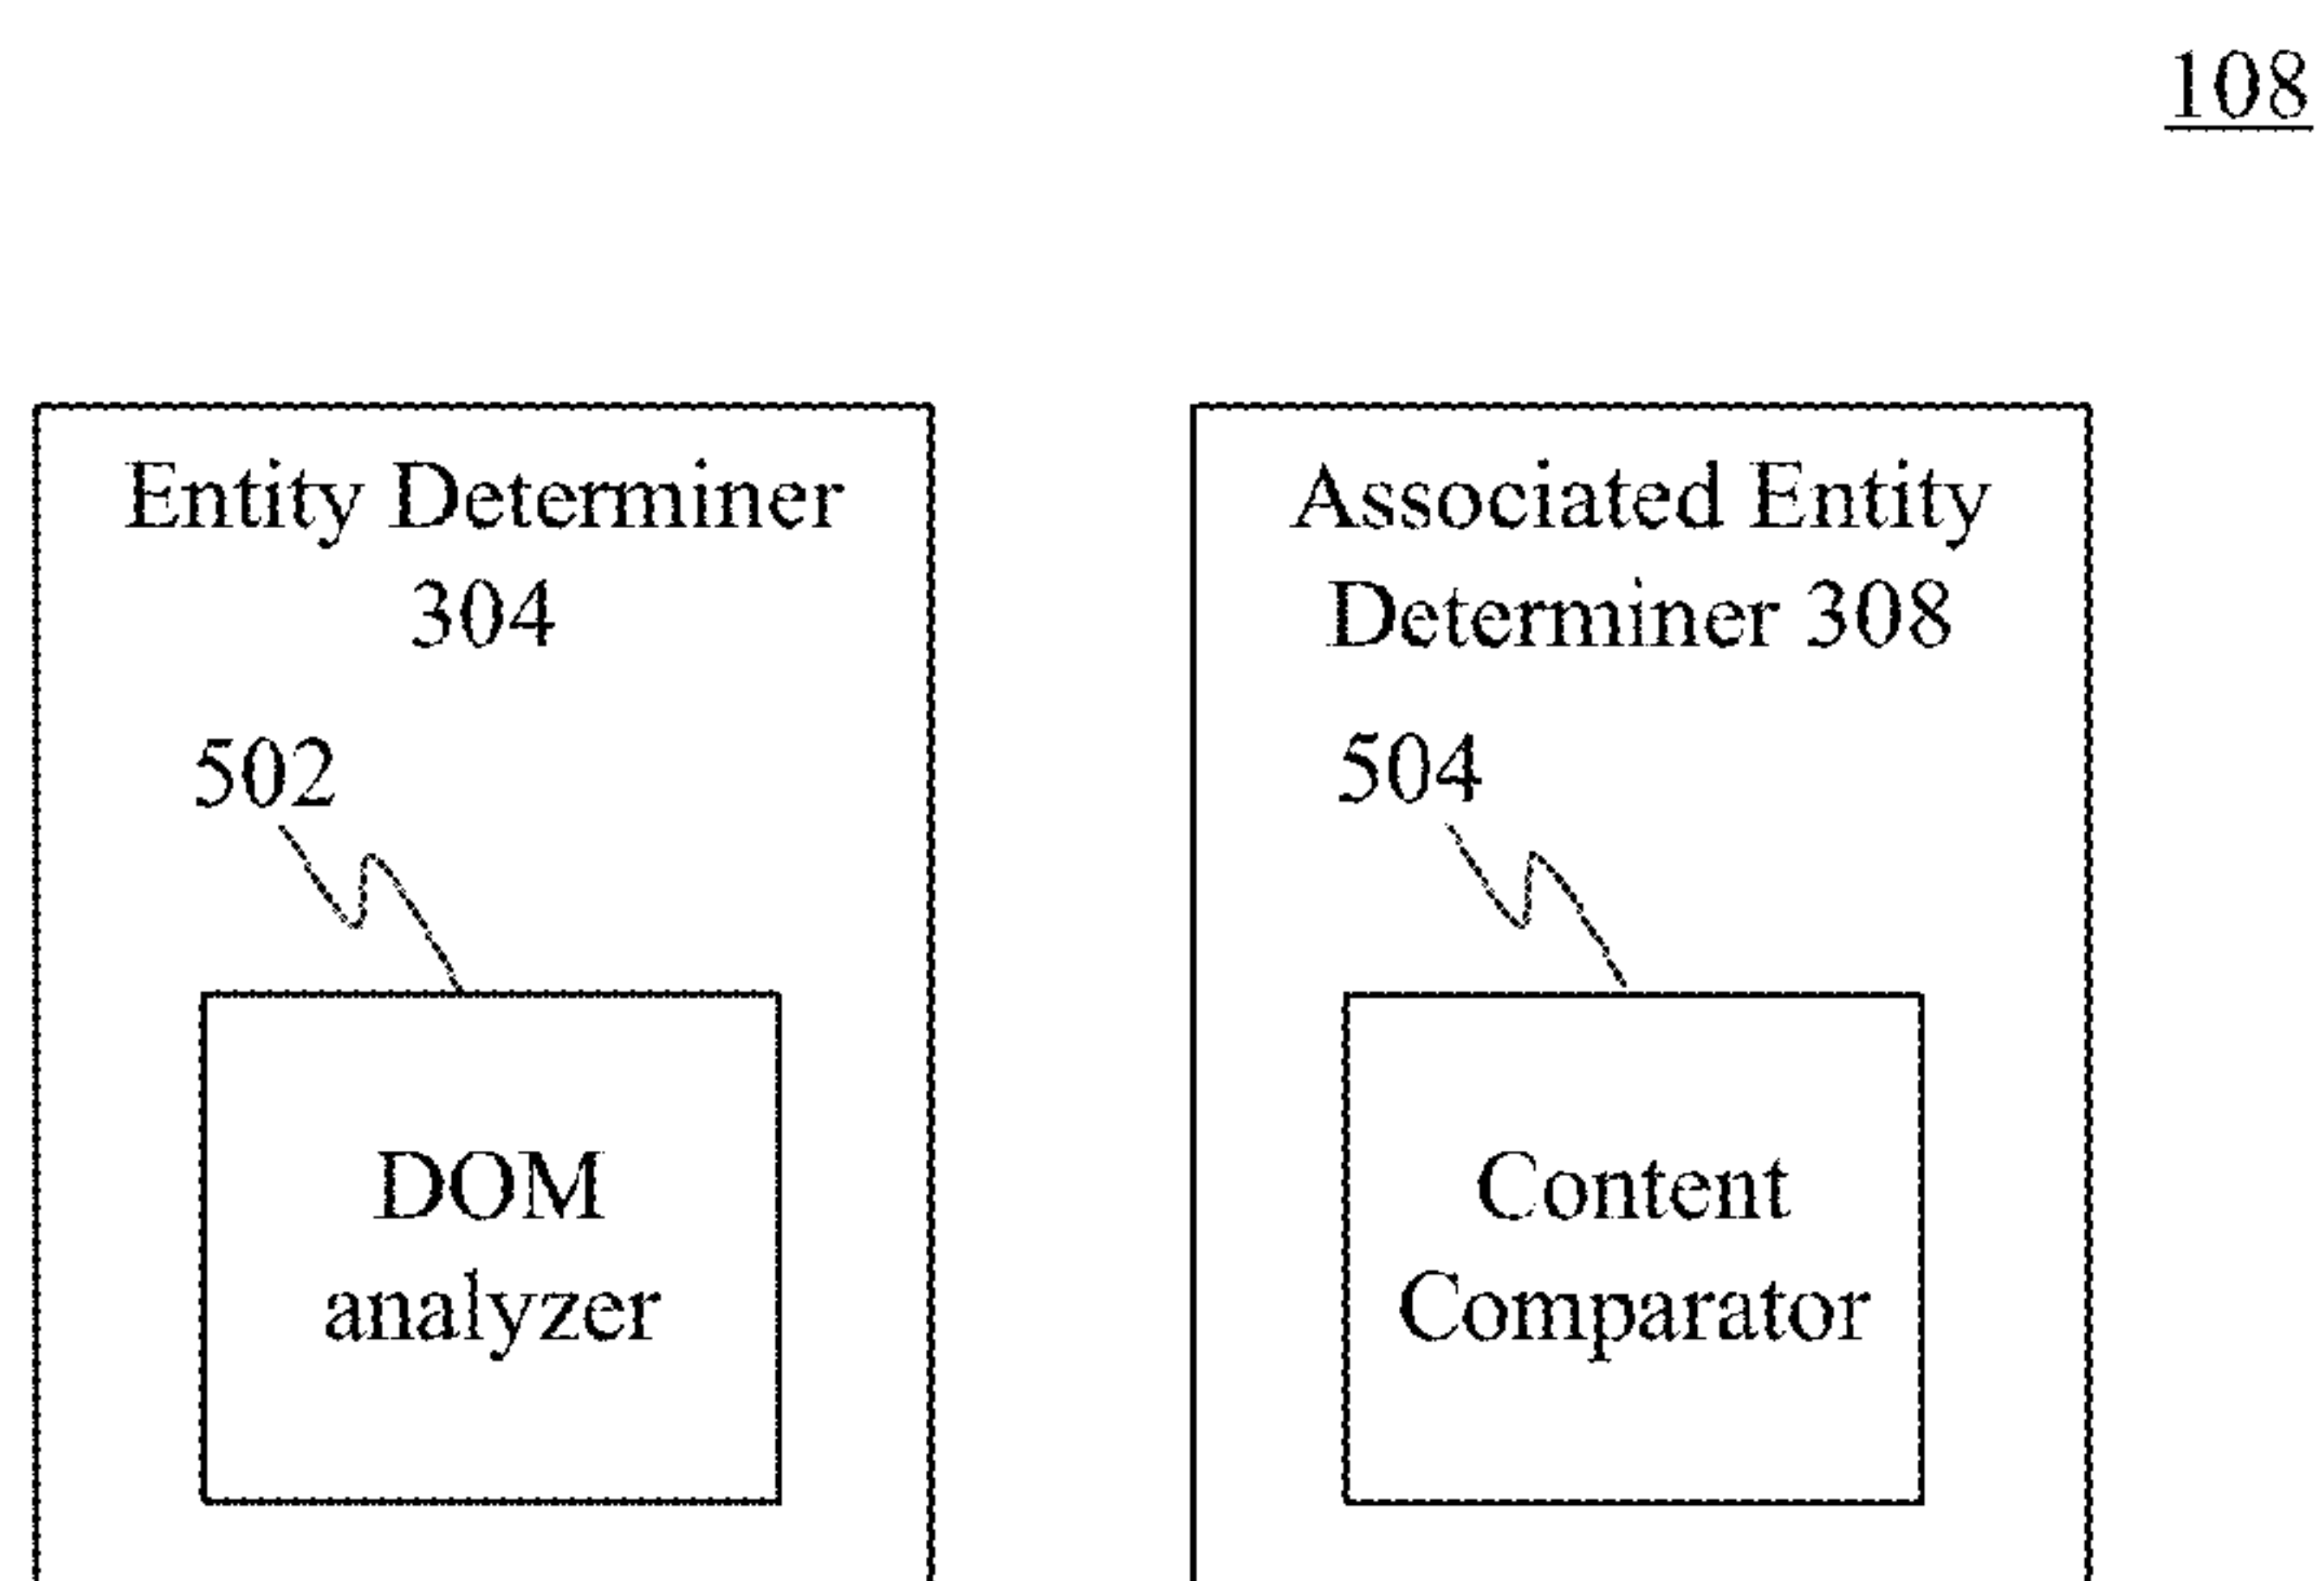 108
Entity Determiner
304
502
DOM
analyzer
Associated Entity
Determiner 308
504
Content
Comparator